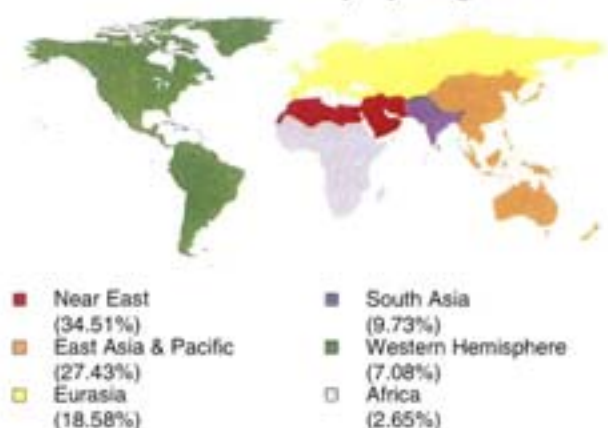 Near East
(34.51%)
East Asia & Pacific
(27.43%)
Eurasia
(18.58%)
South Asia
(9.73%)
Western Hemisphere
(7.08%)
Africa
(2.65%)